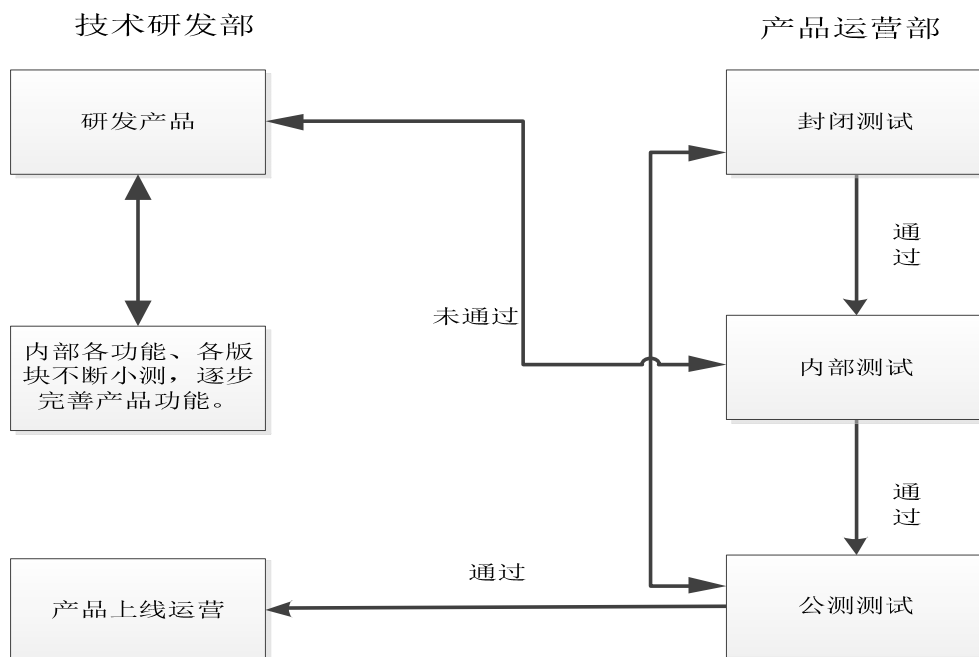 技术研发部
产品运营部
研发产品
封闭测试
通
过
未通过
内部各功能、各版
块不断小测，逐步
完善产品功能。
内部测试
通
过
通过
产品上线运营
公测测试